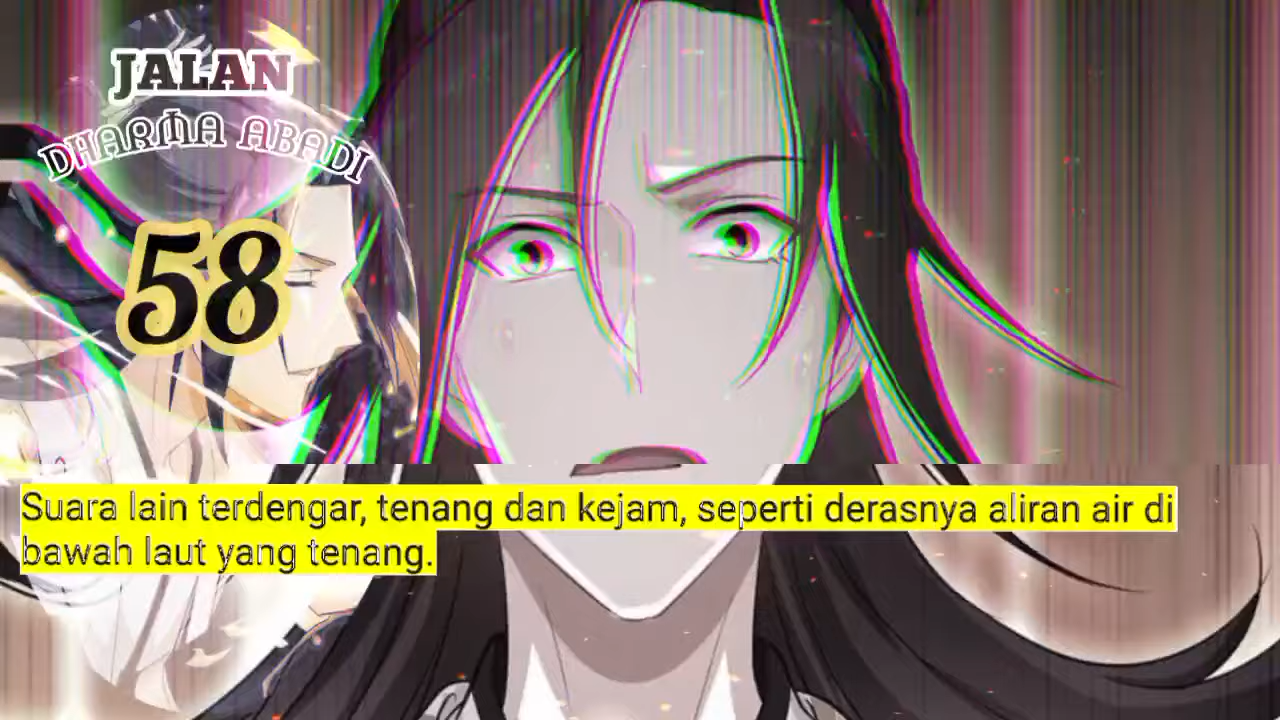 JALAN
DHARMA ABADI
58
Suara lain terdengar, tenang dan kejam, seperti derasnya aliran air di
bawah laut yang tenang.